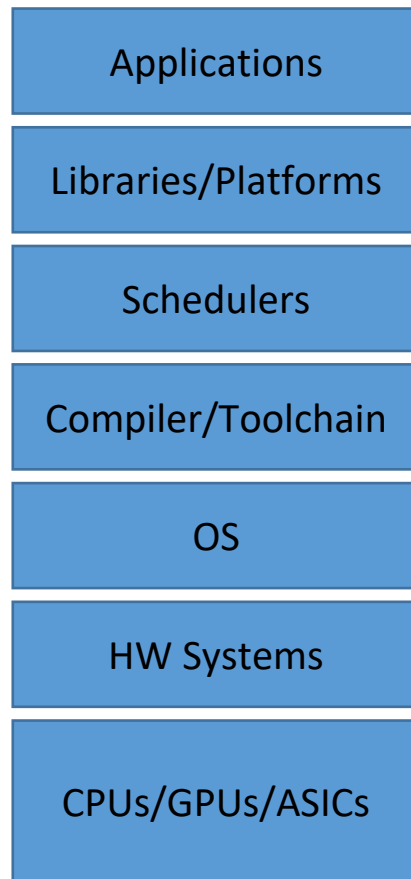 Applications
Libraries/Platforms
Schedulers
Compiler/Toolchain
OS
HW Systems
CPUs/GPUs/ASICs